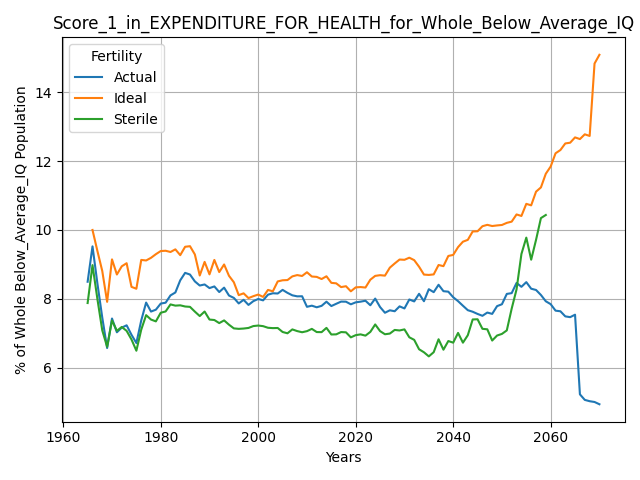 Score_1_in_EXPENDITURE_FOR_HEALTH_for_Whole_Below_Average_IQ
Fertility
Actual
Ideal
Sterile
% of Whole Below_Average_IQ Population
14
12
10
8
6
1960
1980
2000
2020
2040
2060
Years